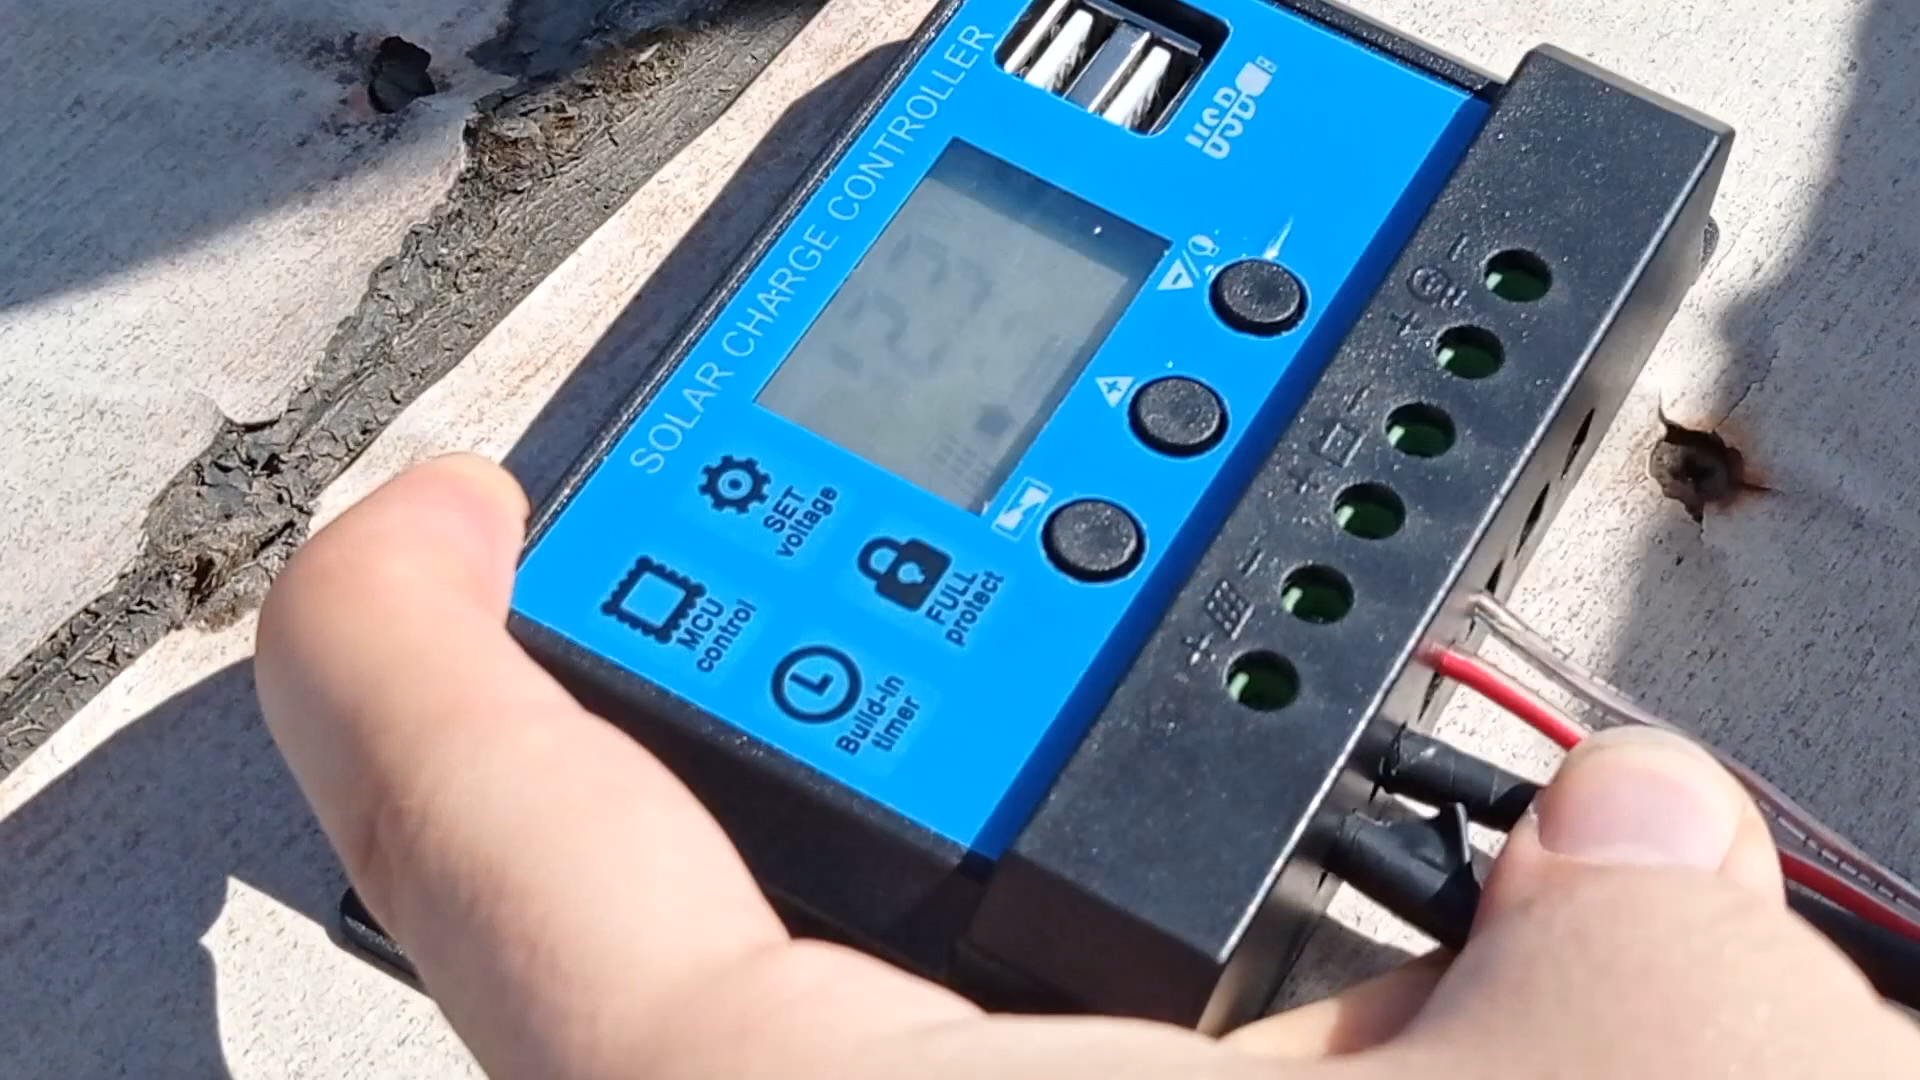 SOLAR CHARGE CONTROLLER
USB
SET
voltage
MCU
control
FULL
protect
Build-in
timer